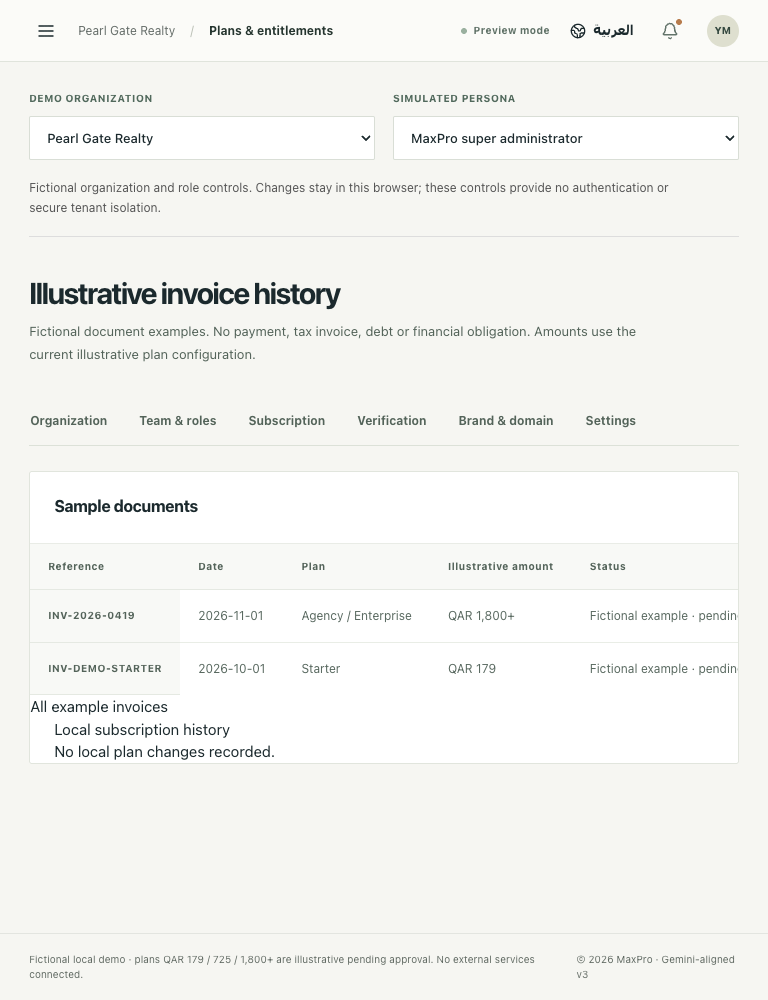 Pearl Gate Realty / Plans & entitlements
Preview mode
العربية
YM
DEMO ORGANIZATION
Pearl Gate Realty
SIMULATED PERSONA
MaxPro super administrator
Fictional organization and role controls. Changes stay in this browser; these controls provide no authentication or
secure tenant isolation.
Illustrative invoice history
Fictional document examples. No payment, tax invoice, debt or financial obligation. Amounts use the
current illustrative plan configuration.
Organization Team & roles Subscription Verification Brand & domain Settings
Sample documents
Reference Date Plan Illustrative amount Status
INV-2026-0419 2026-11-01 Agency / Enterprise QAR 1,800+ Fictional example · pendin
INV-DEMO-STARTER 2026-10-01 Starter QAR 179 Fictional example · pendin
All example invoices
Local subscription history
No local plan changes recorded.
Fictional local demo · plans QAR 179 / 725 / 1,800+ are illustrative pending approval. No external services
connected.
© 2026 MaxPro · Gemini-aligned
v3